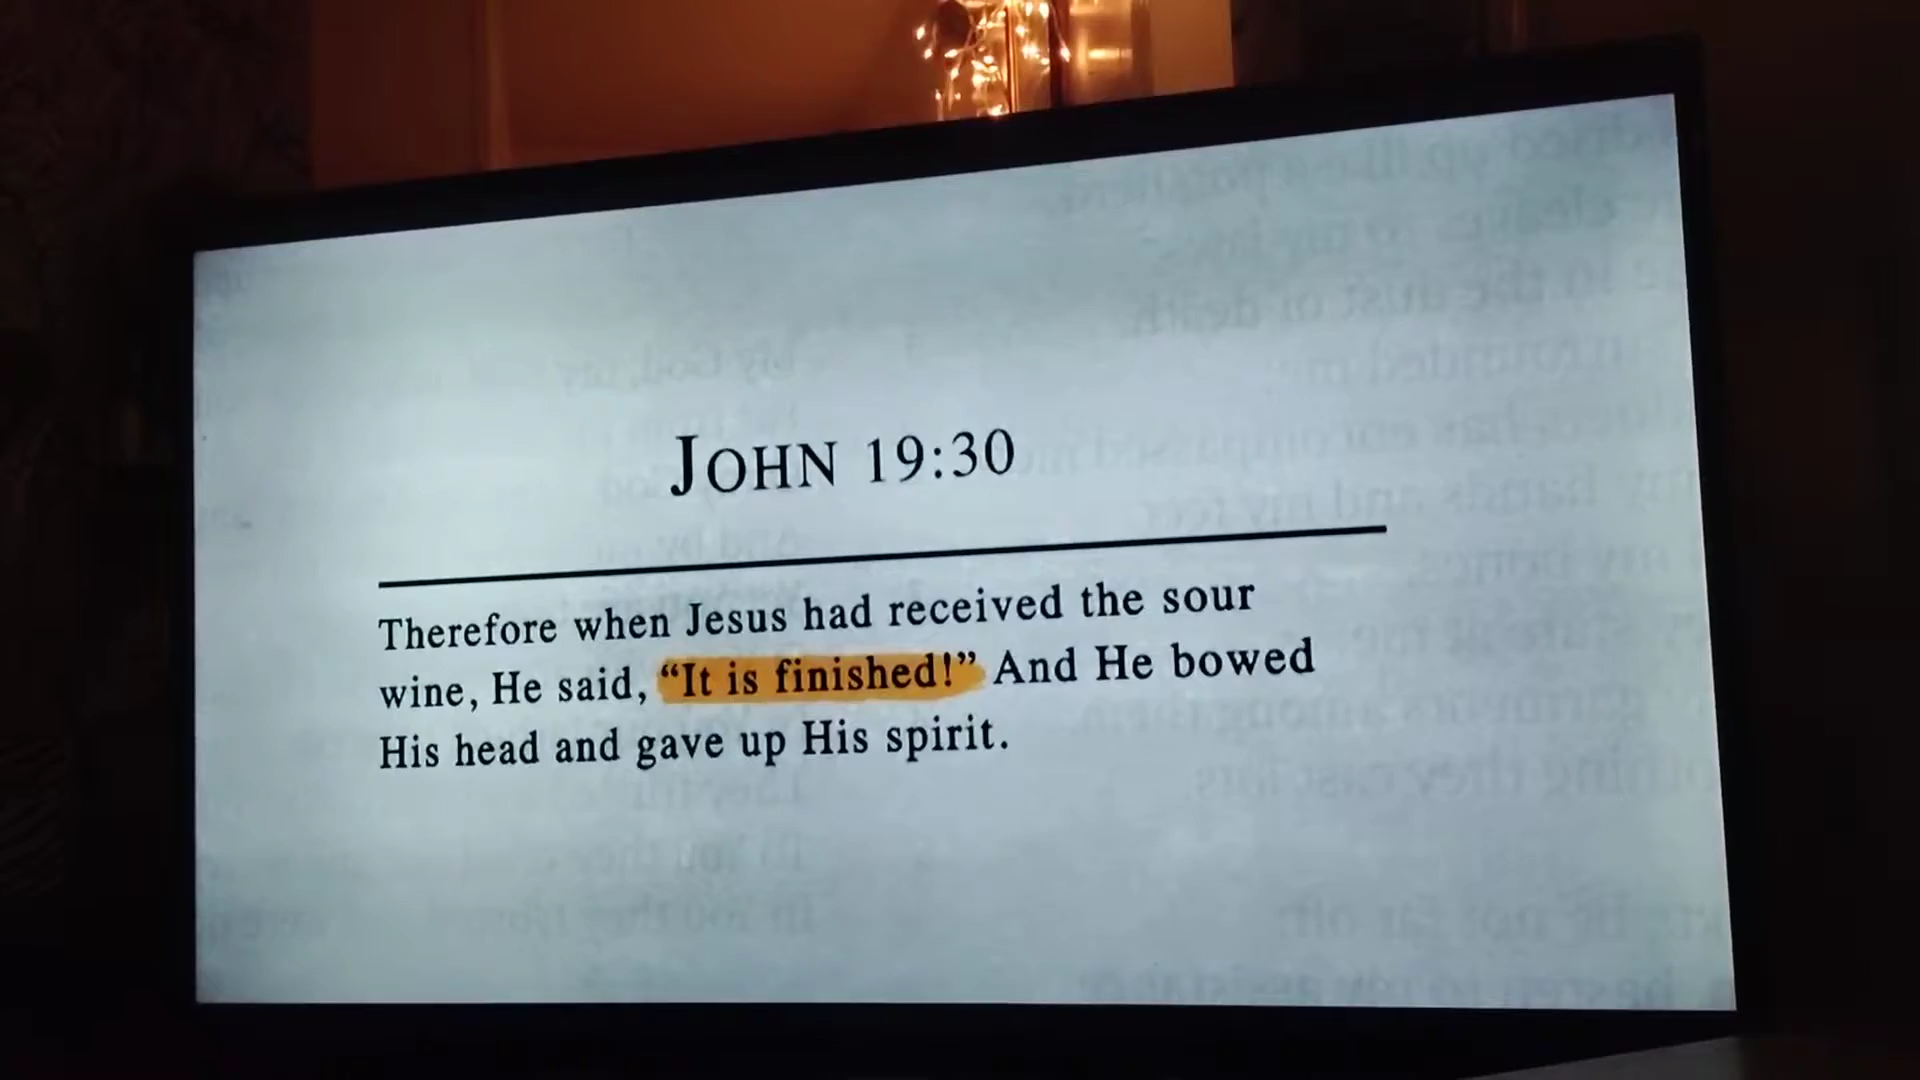 JOHN 19:30
Therefore when Jesus had received the sour
wine, He said, “It is finished!” And He bowed
His head and gave up His spirit.